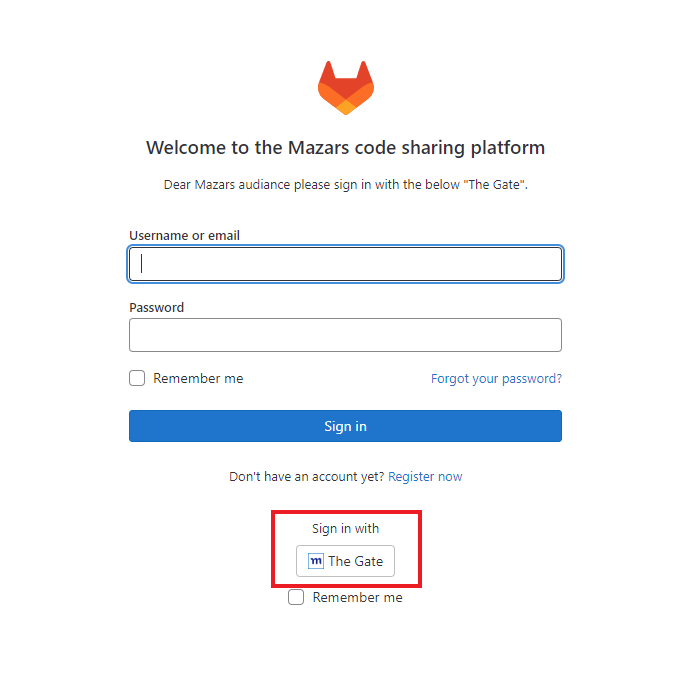 Welcome to the Mazars code sharing platform
Dear Mazars audiance please sign in with the below "The Gate".
Username or email
Password
Remember me
Forgot your password?
Sign in
Don't have an account yet? Register now
Sign in with
m The Gate
Remember me